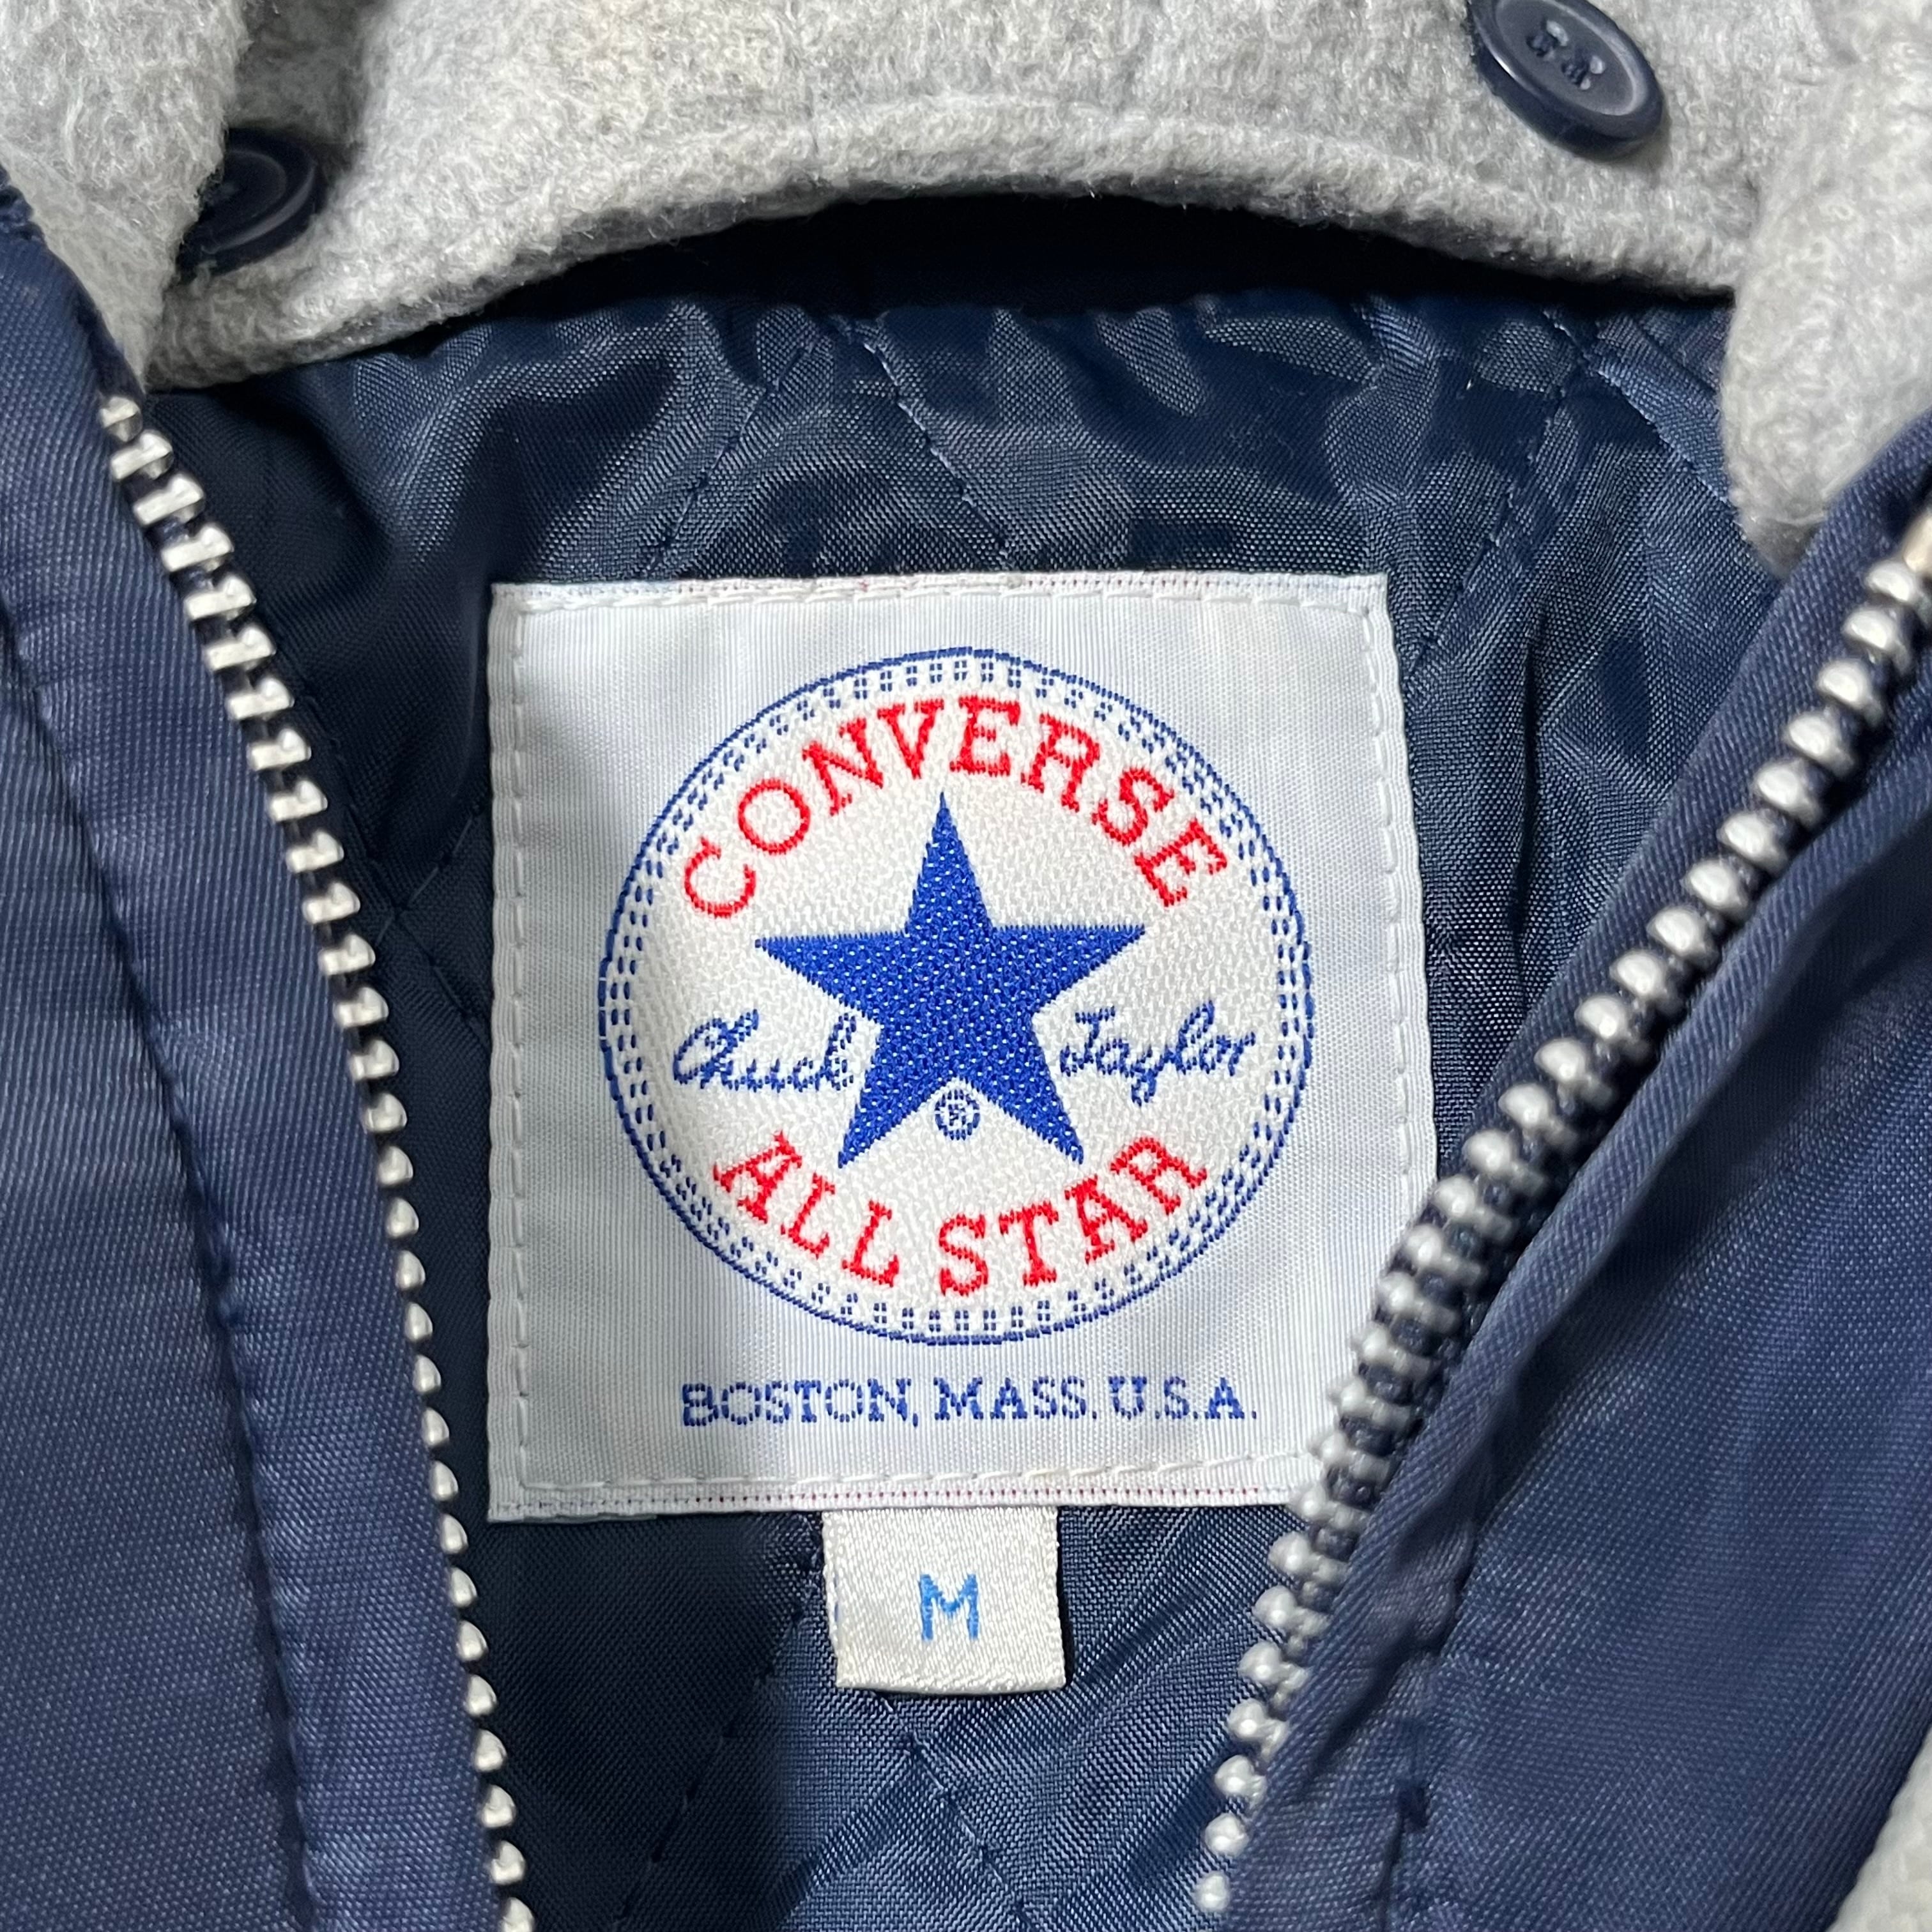 CONVERSE
Chuck Taylor
®
ALL STAR
BOSTON, MASS. U.S.A.
M